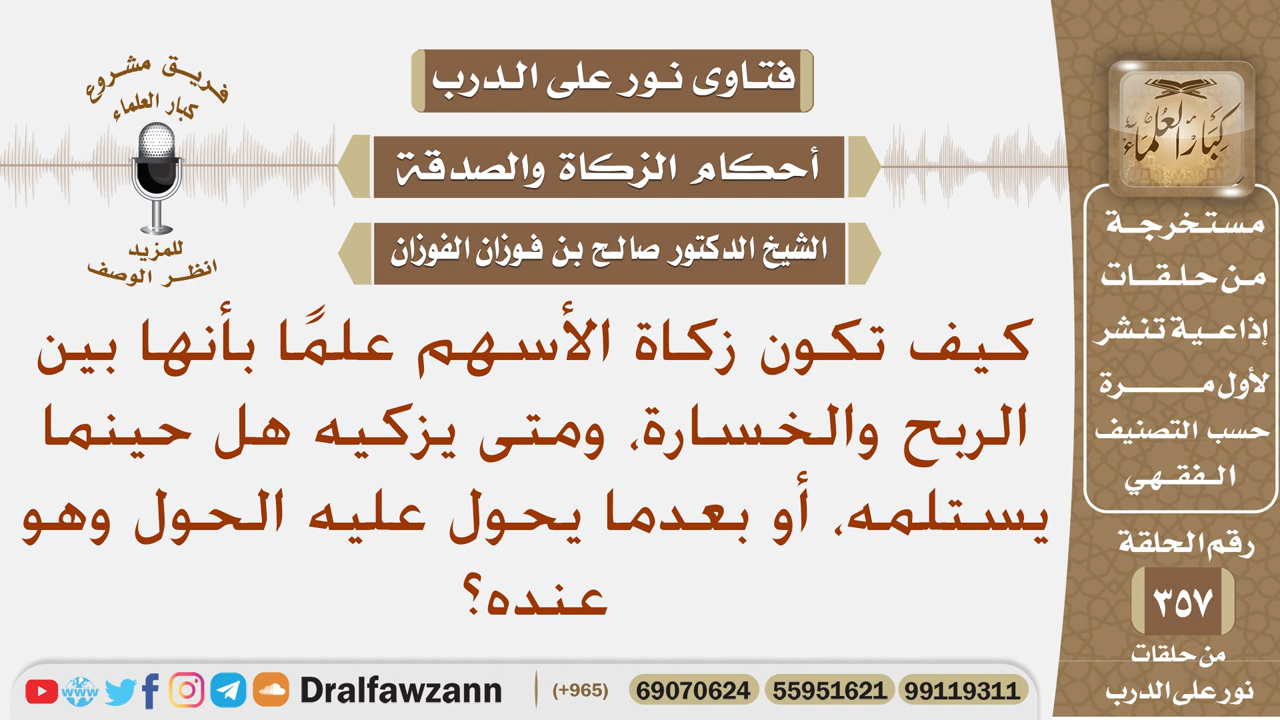 فتاوى نور على الدرب
أحكام الزكاة والصدقة
الشيخ الدكتور صالح بن فوزان الفوزان
كيف تكون زكاة الأسهم علمًا بأنها بين
الربح والخسارة، ومتى يزكيه هل حينما
يستلمه، أو بعدما يحول عليه الحول وهو
عنده؟
كبار العلماء
مستخرجة
من حلقات
إذاعية تنشر
لأول مرة
حسب التصنيف
الفقهي
رقم الحلقة
٣٥٧
من حلقات
نور على الدرب
فريق مشروع
كبار العلماء
للمزيد
انظر الوصف
www
Dralfawzann
(+965)
69070624
55951621
99119311